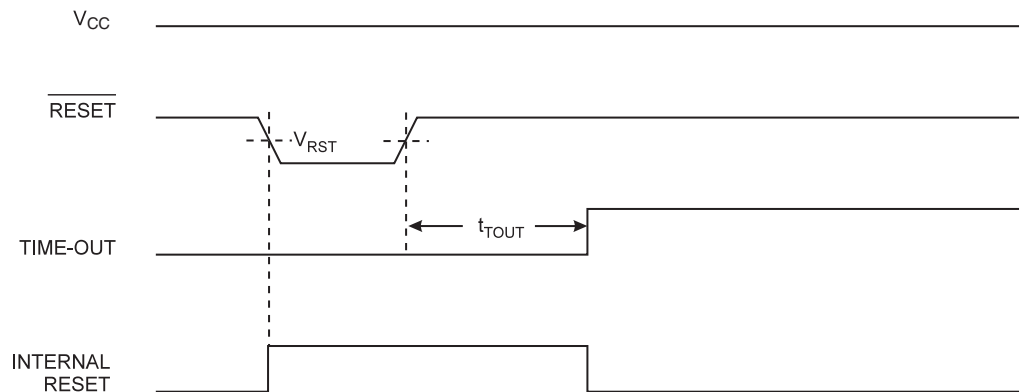 VCC
RESET
VRST
tTOUT
TIME-OUT
INTERNAL
RESET